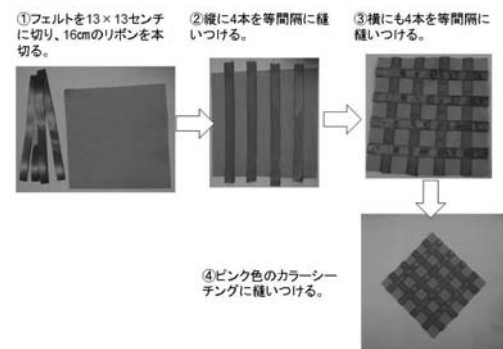 ①フェルトを13×13センチ
に切り、16㎝のリボンを本
切る。
②縦に4本を等間隔に縫
いつける。
③横にも4本を等間隔に
縫いつける。
④ピンク色のカラーシー
チングに縫いつける。